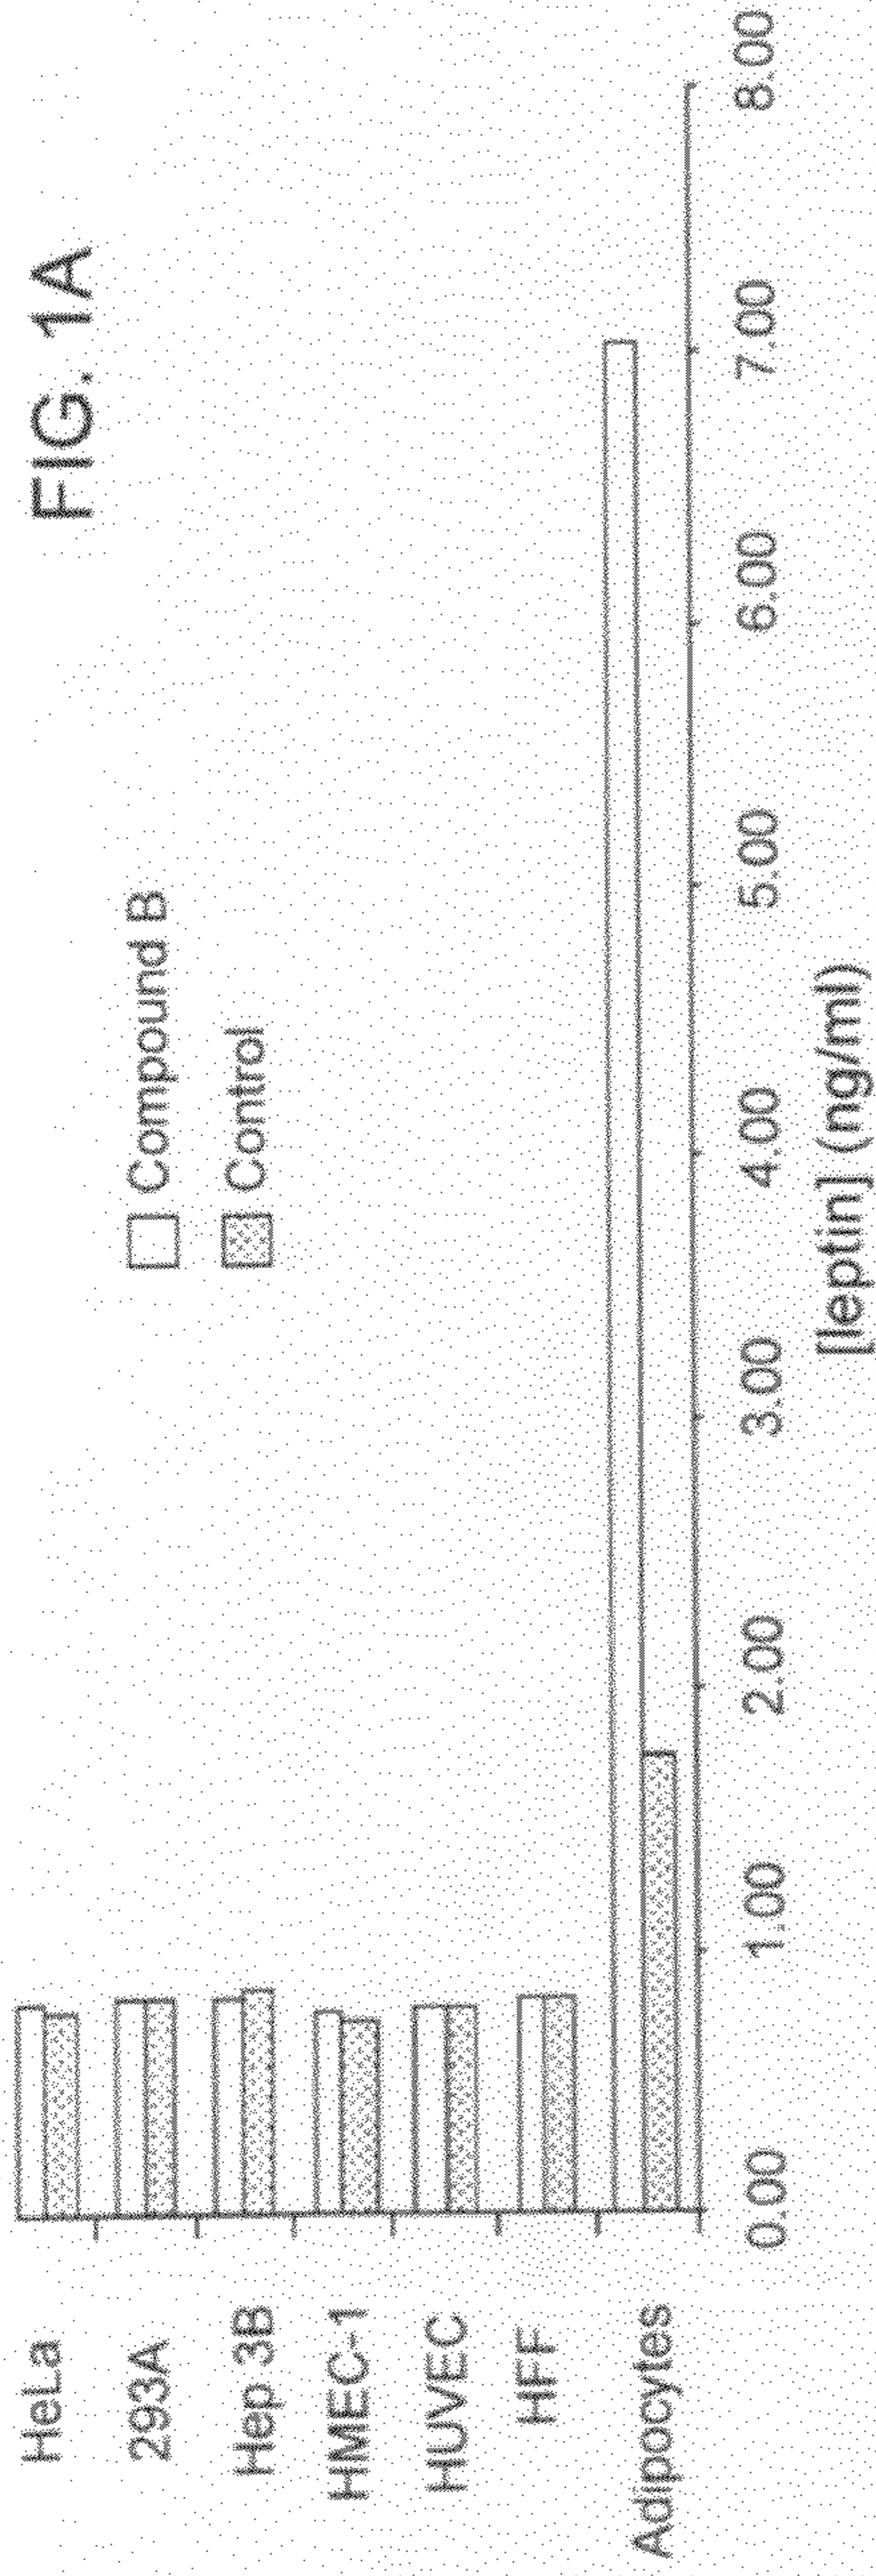 FIG. 1A
Compound B
Control
HeLa
293A
Hep 3B
HMEC-1
HUVEC
HFF
Adipocytes
0.00 1.00 2.00 3.00 4.00 5.00 6.00 7.00 8.00
[leptin] (ng/ml)